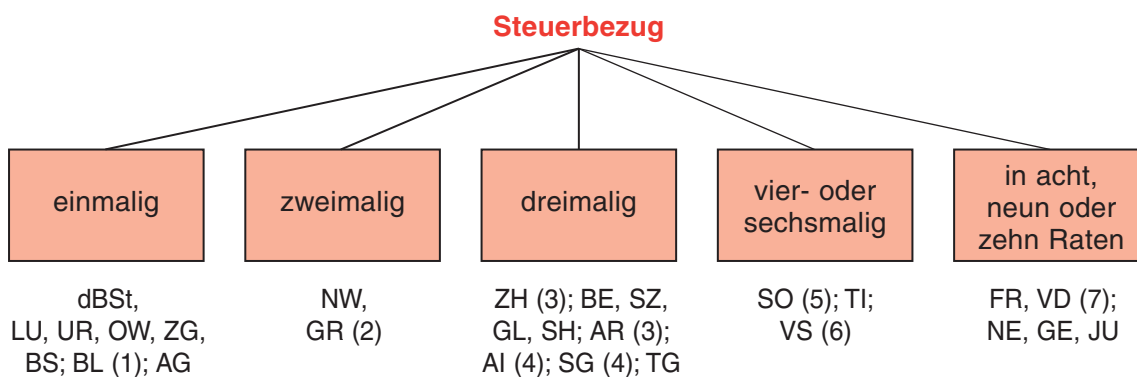 Steuerbezug
einmalig
zweimalig
dreimalig
vier- oder
sechsmalig
in acht,
neun oder
zehn Raten
dBSt,
LU, UR, OW, ZG,
BS; BL (1); AG
NW,
GR (2)
ZH (3); BE, SZ,
GL, SH; AR (3);
AI (4); SG (4); TG
SO (5); TI;
VS (6)
FR, VD (7);
NE, GE, JU